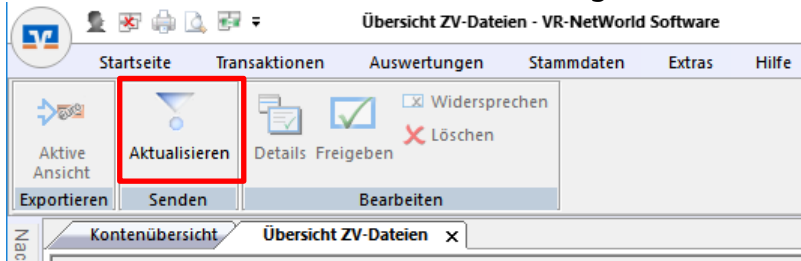 Übersicht ZV-Dateien - VR-NetWorld Software
Startseite Transaktionen Auswertungen Stammdaten Extras Hilfe
Aktive Ansicht
Aktualisieren
Details
Freigeben
Widersprechen
Löschen
Exportieren Senden Bearbeiten
Kontenübersicht Übersicht ZV-Dateien x